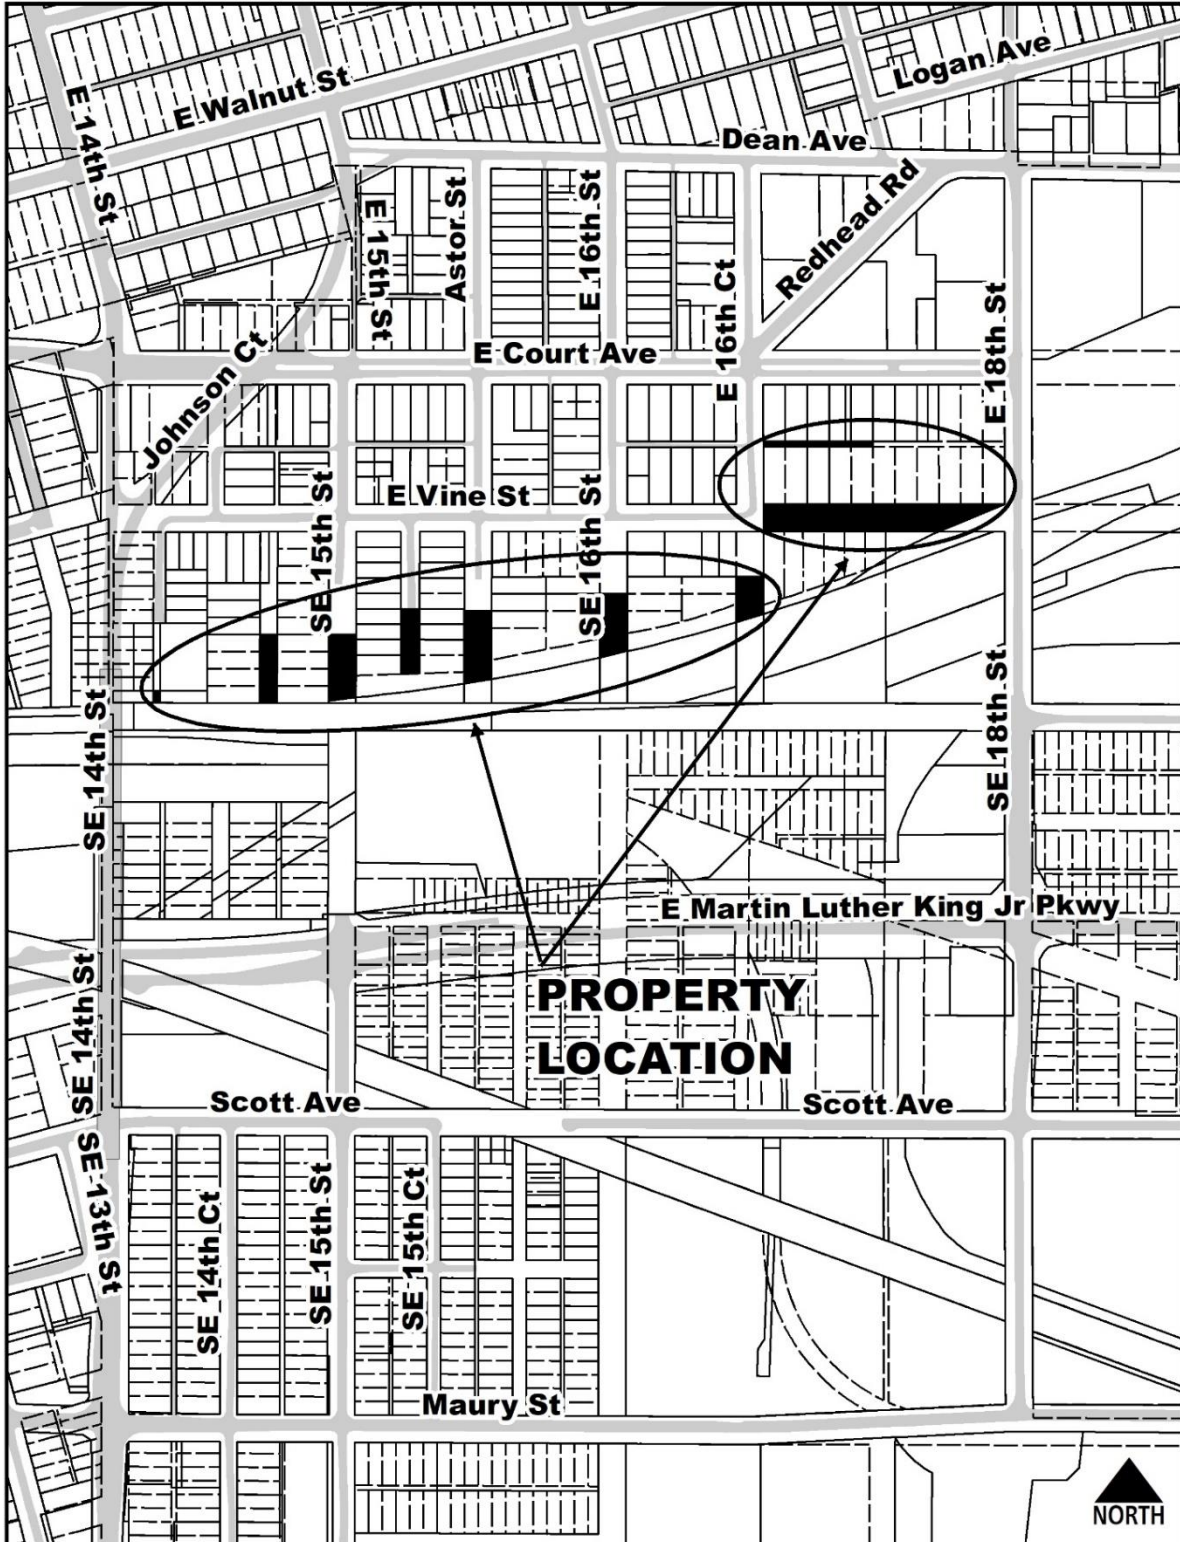 Logan Ave
E Walnut St
E 14th St
Dean Ave
Astor St
E 15th St
E 16th St
Redhead Rd
E 16th Ct
E 18th St
E Court Ave
Johnson Ct
E Vine St
SE 15th St
SE 16th St
SE 14th St
SE 18th St
E Martin Luther King Jr Pkwy
SE 14th St
PROPERTY
LOCATION
Scott Ave
Scott Ave
SE 13th St
SE 14th Ct
SE 15th St
SE 15th Ct
Maury St
NORTH